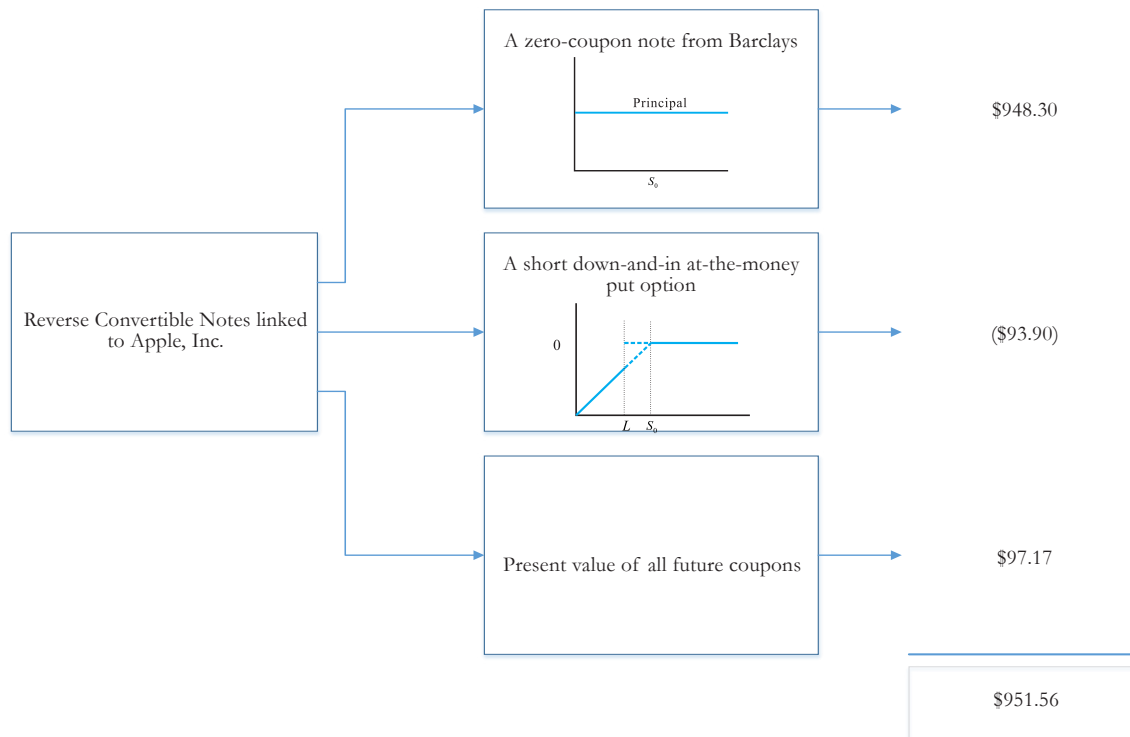 A zero-coupon note from Barclays
Principal
S₀
$948.30
Reverse Convertible Notes linked
to Apple, Inc.
A short down-and-in at-the-money
put option
0
L S₀
($93.90)
Present value of all future coupons
$97.17
$951.56